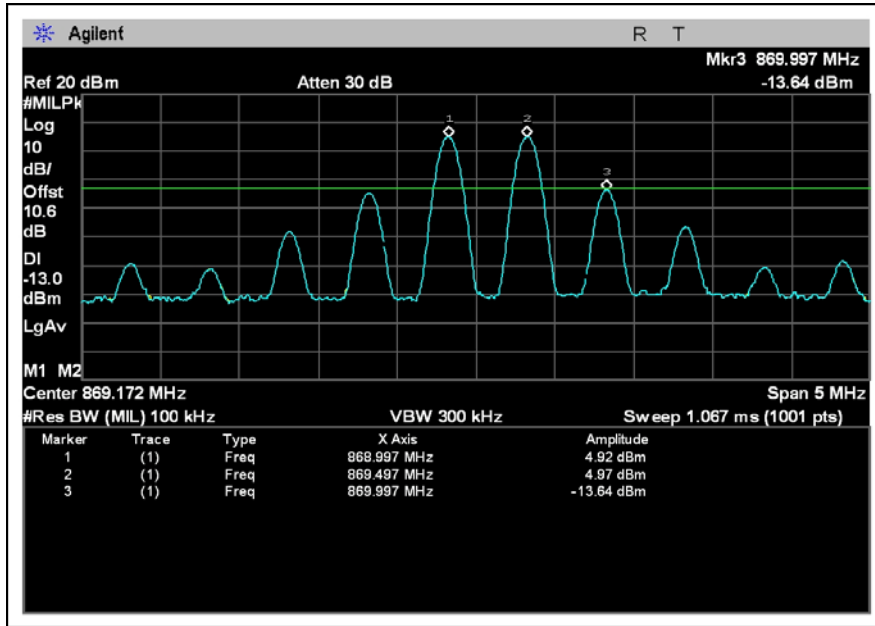 Agilent R T
Mkr3 869.997 MHz
Ref 20 dBm Atten 30 dB -13.64 dBm
#MILPk
Log
10
dB/
Offst
10.6
dB
DI
-13.0
dBm
LgAv
M1 M2
1
2
3
Center 869.172 MHz Span 5 MHz
#Res BW (MIL) 100 kHz VBW 300 kHz Sweep 1.067 ms (1001 pts)
Marker Trace Type X Axis Amplitude
1 (1) Freq 868.997 MHz 4.92 dBm
2 (1) Freq 869.497 MHz 4.97 dBm
3 (1) Freq 869.997 MHz -13.64 dBm